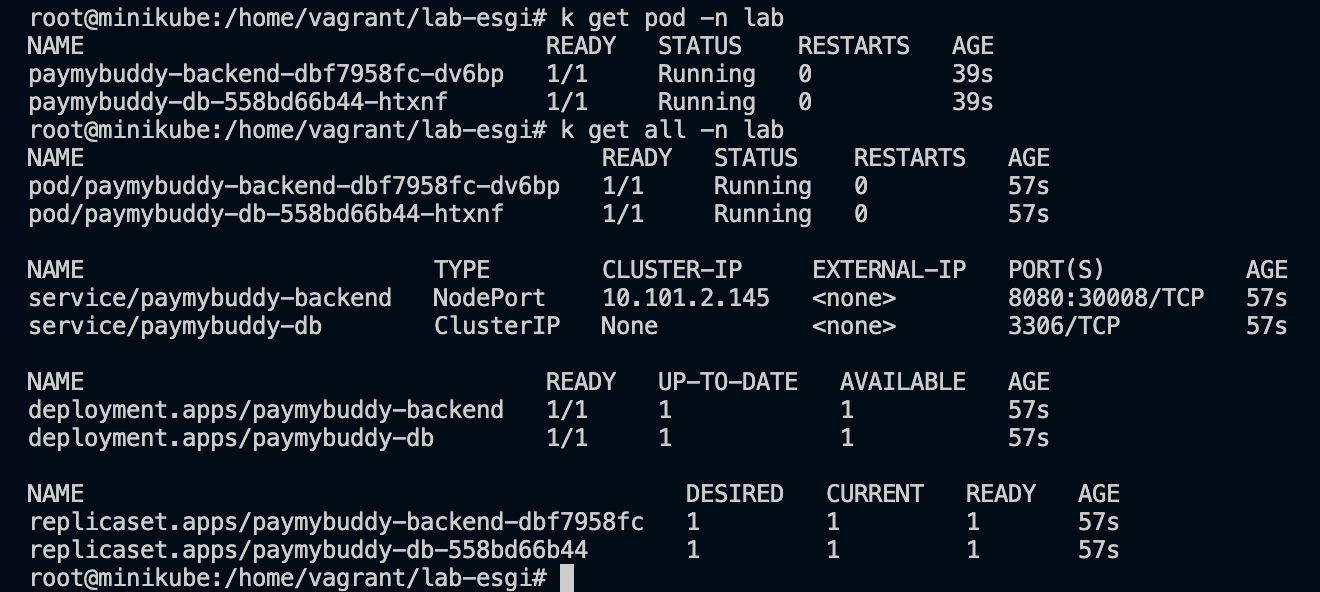 root@minikube:/home/vagrant/lab-esgi# k get pod -n lab
NAME                                 READY   STATUS    RESTARTS   AGE
paymybuddy-backend-dbf7958fc-dv6bp   1/1     Running   0          39s
paymybuddy-db-558bd66b44-htxnf       1/1     Running   0          39s
root@minikube:/home/vagrant/lab-esgi# k get all -n lab
NAME                                     READY   STATUS    RESTARTS   AGE
pod/paymybuddy-backend-dbf7958fc-dv6bp   1/1     Running   0          57s
pod/paymybuddy-db-558bd66b44-htxnf       1/1     Running   0          57s

NAME                         TYPE        CLUSTER-IP     EXTERNAL-IP   PORT(S)          AGE
service/paymybuddy-backend   NodePort    10.101.2.145   <none>        8080:30008/TCP   57s
service/paymybuddy-db        ClusterIP   None           <none>        3306/TCP         57s

NAME                                 READY   UP-TO-DATE   AVAILABLE   AGE
deployment.apps/paymybuddy-backend   1/1     1            1           57s
deployment.apps/paymybuddy-db        1/1     1            1           57s

NAME                                           DESIRED   CURRENT   READY   AGE
replicaset.apps/paymybuddy-backend-dbf7958fc   1         1         1       57s
replicaset.apps/paymybuddy-db-558bd66b44       1         1         1       57s
root@minikube:/home/vagrant/lab-esgi#